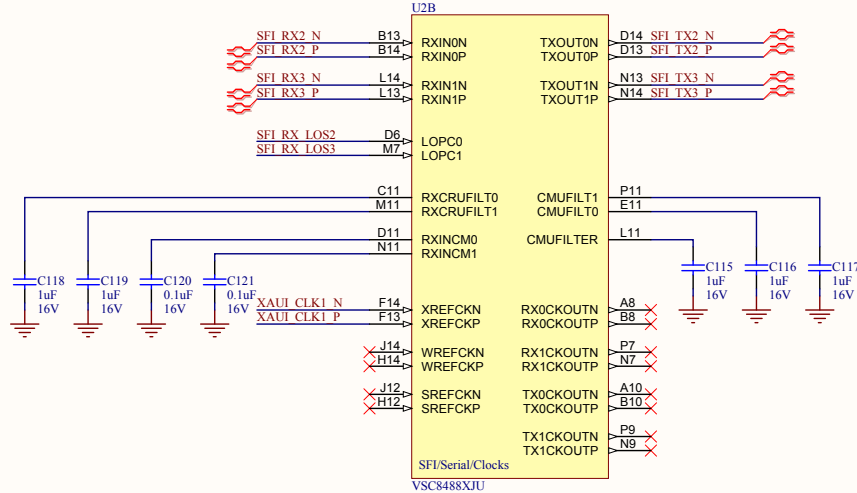 U2B
SFI_RX2_N B13 RXIN0N TXOUT0N D14 SFI_TX2_N
SFI_RX2_P B14 RXIN0P TXOUT0P D13 SFI_TX2_P
SFI_RX3_N L14 RXIN1N TXOUT1N N13 SFI_TX3_N
SFI_RX3_P L13 RXIN1P TXOUT1P N14 SFI_TX3_P
SFI_RX_LOS2 D6 LOPC0
SFI_RX_LOS3 M7 LOPC1
C11 RXCRUFILT0 CMUFILT1 P11
M11 RXCRUFILT1 CMUFILT0 E11
D11 RXINCM0 CMUFILTER L11
N11 RXINCM1
C118 C119 C120 C121 C115 C116 C117
1uF 1uF 0.1uF 0.1uF 1uF 1uF 1uF
16V 16V 16V 16V 16V 16V 16V
XAUI_CLK1_N F14 XREFCKN RX0CKOUTN A8
XAUI_CLK1_P F13 XREFCKP RX0CKOUTP B8
J14 WREFCKN RX1CKOUTN P7
H14 WREFCKP RX1CKOUTP N7
J12 SREFCKN TX0CKOUTN A10
H12 SREFCKP TX0CKOUTP B10
TX1CKOUTN P9
TX1CKOUTP N9
SFI/Serial/Clocks
VSC8488XJU